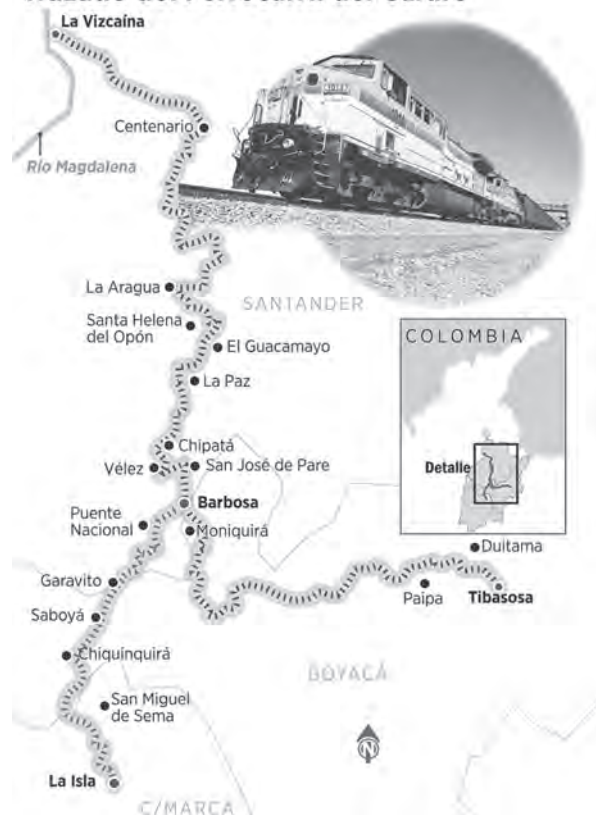 La Vizcaína
Centenario
Río Magdalena
La Aragua
SANTANDER
Santa Helena
del Opón
El Guacamayo
COLOMBIA
La Paz
Chipatá
Vélez
San José de Pare
Detalle
Barbosa
Puente
Nacional
Moniquirá
Duitama
Garavito
Paipa
Tibasosa
Saboyá
Chiquinquirá
BOYACÁ
San Miguel
de Sema
N
La Isla
C/MARCA